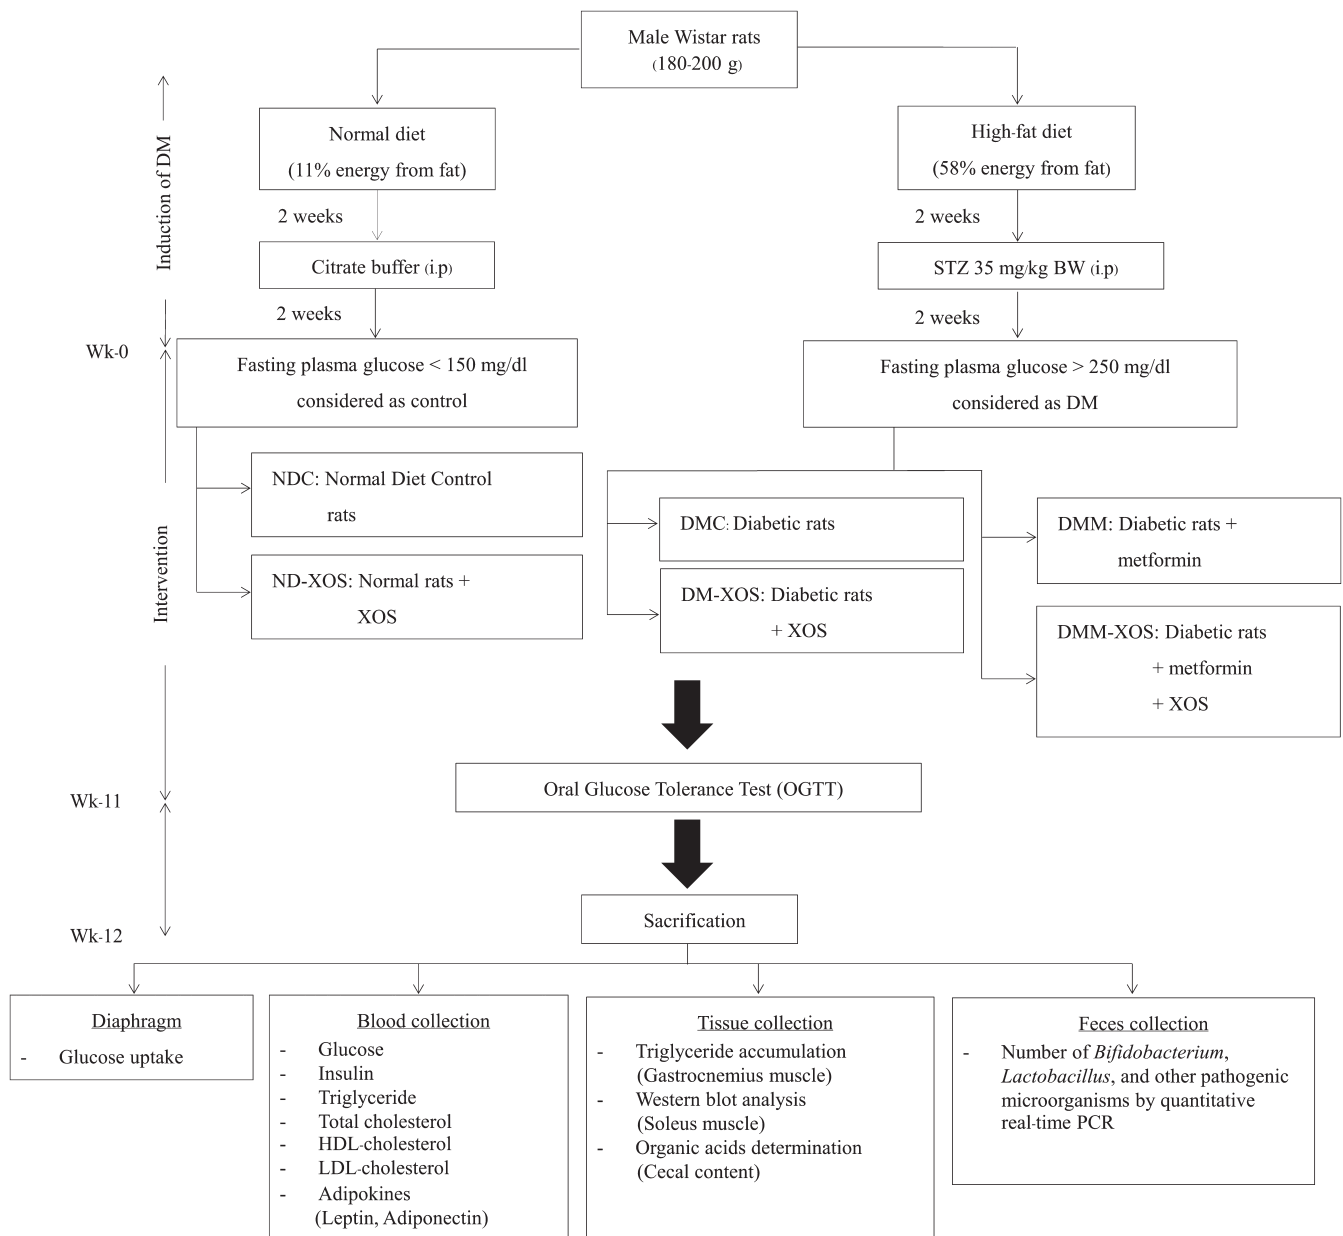 Male Wistar rats
(180-200 g)
Induction of DM
Normal diet
(11% energy from fat)
High-fat diet
(58% energy from fat)
2 weeks
2 weeks
Citrate buffer (i.p)
STZ 35 mg/kg BW (i.p)
2 weeks
2 weeks
Wk-0
Fasting plasma glucose < 150 mg/dl
considered as control
Fasting plasma glucose > 250 mg/dl
considered as DM
Intervention
NDC: Normal Diet Control
rats
ND-XOS: Normal rats +
XOS
DMC: Diabetic rats
DM-XOS: Diabetic rats
+ XOS
DMM: Diabetic rats +
metformin
DMM-XOS: Diabetic rats
+ metformin
+ XOS
Oral Glucose Tolerance Test (OGTT)
Wk-11
Sacrification
Wk-12
Diaphragm
- Glucose uptake
Blood collection
- Glucose
- Insulin
- Triglyceride
- Total cholesterol
- HDL-cholesterol
- LDL-cholesterol
- Adipokines
(Leptin, Adiponectin)
Tissue collection
- Triglyceride accumulation
(Gastrocnemius muscle)
- Western blot analysis
(Soleus muscle)
- Organic acids determination
(Cecal content)
Feces collection
- Number of Bifidobacterium,
Lactobacillus, and other pathogenic
microorganisms by quantitative
real-time PCR